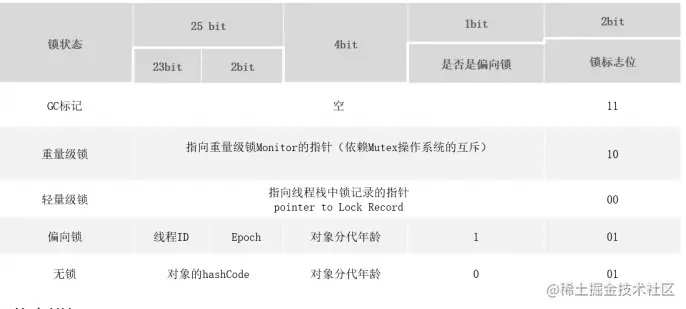 锁状态
25 bit
4bit
1bit
2bit
23bit
2bit
是否是偏向锁
锁标志位
GC标记
空
11
重量级锁
指向重量级锁Monitor的指针（依赖Mutex操作系统的互斥）
10
轻量级锁
指向线程栈中锁记录的指针
pointer to Lock Record
00
偏向锁
线程ID
Epoch
对象分代年龄
1
01
无锁
对象的hashCode
对象分代年龄
0
01
@稀土掘金技术社区